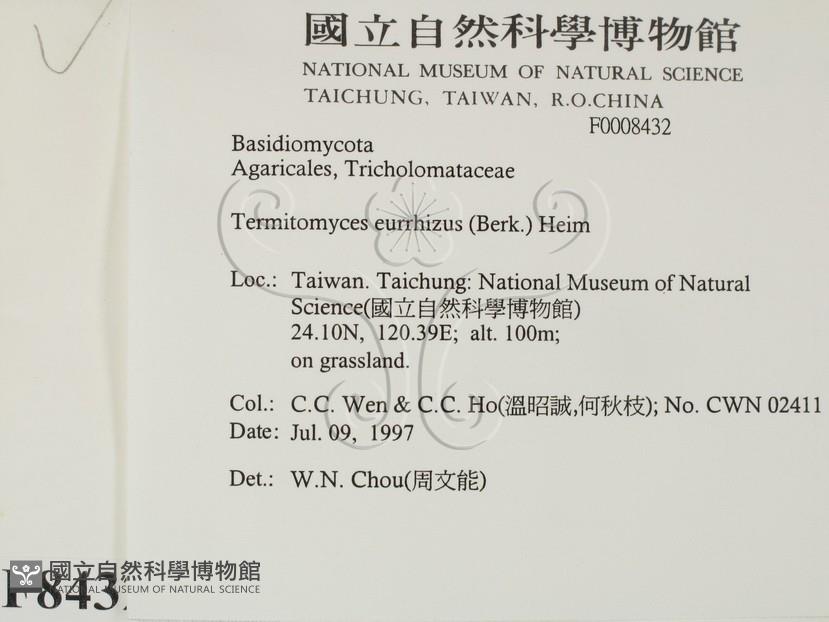 國立自然科學博物館
NATIONAL MUSEUM OF NATURAL SCIENCE
TAICHUNG, TAIWAN, R.O.CHINA
F0008432
Basidiomycota
Agaricales, Tricholomataceae
Termitomyces eurrhizus (Berk.) Heim
Loc.: Taiwan. Taichung: National Museum of Natural
Science(國立自然科學博物館)
24.10N, 120.39E; alt. 100m;
on grassland.
Col.: C.C. Wen & C.C. Ho(溫昭誠,何秋枝); No. CWN 02411
Date: Jul. 09, 1997
Det.: W.N. Chou(周文能)
國立自然科學博物館
NATIONAL MUSEUM OF NATURAL SCIENCE
F843